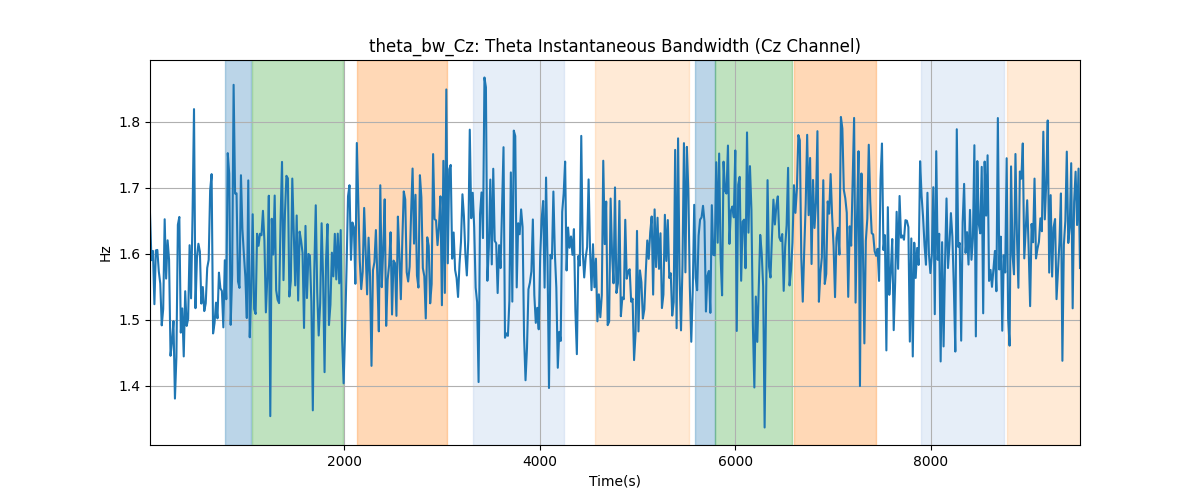 theta_bw_Cz: Theta Instantaneous Bandwidth (Cz Channel)
1.8
1.7
1.6
1.5
1.4
Hz
2000 4000 6000 8000
Time(s)